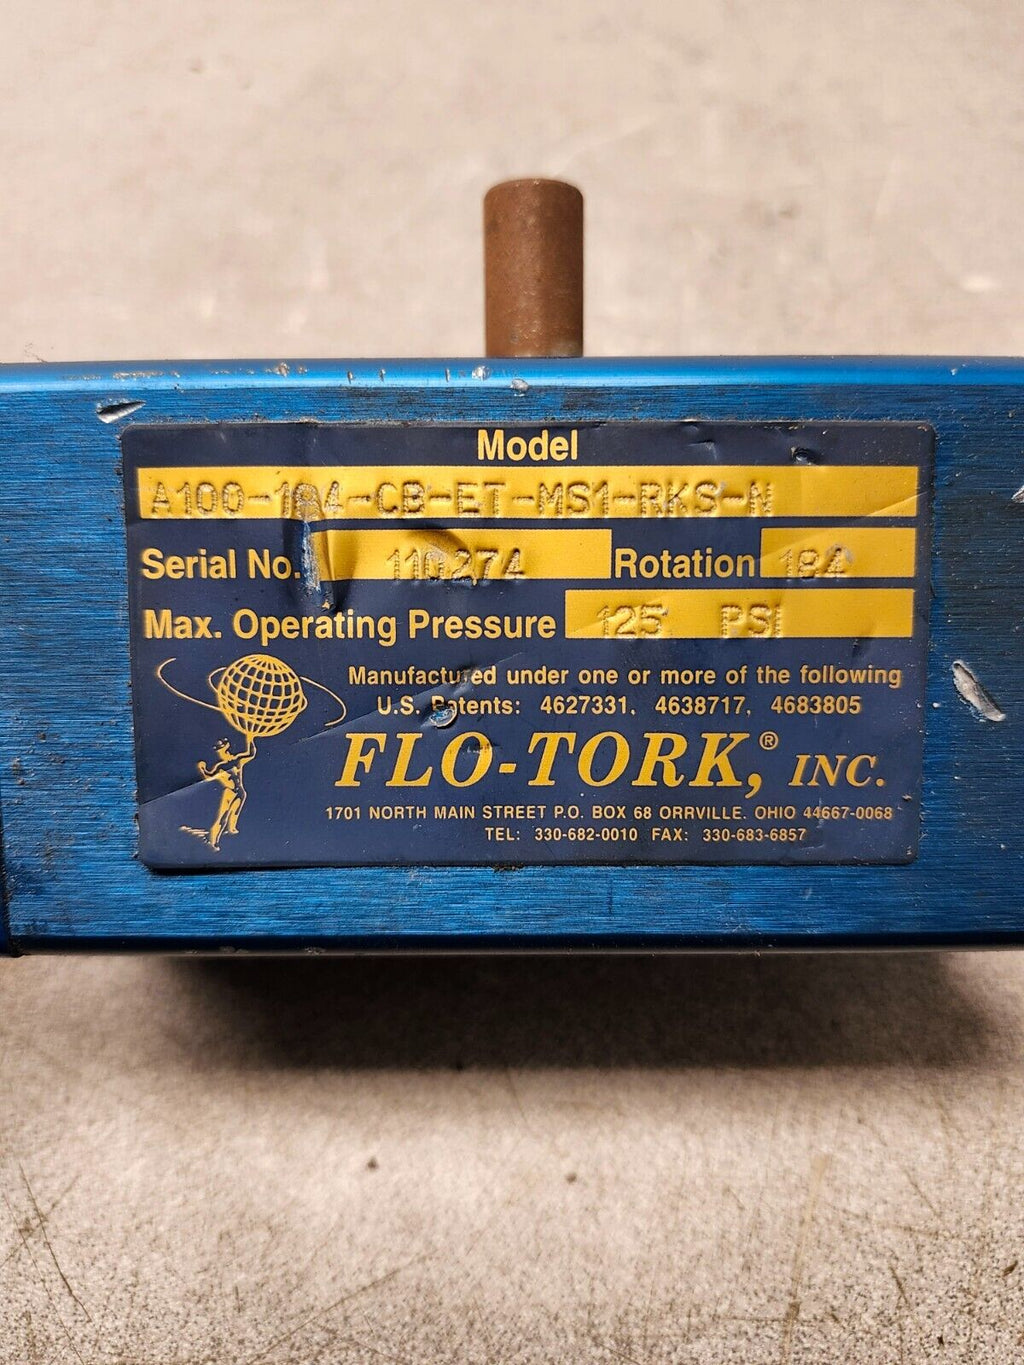 Model
A100-184-CB-ET-MS1-RKS-N
Serial No. 110274 Rotation 184
Max. Operating Pressure 125 PSI
Manufactured under one or more of the following
U.S. Patents: 4627331, 4638717, 4683805
FLO-TORK,® INC.
1701 NORTH MAIN STREET P.O. BOX 68 ORRVILLE, OHIO 44667-0068
TEL: 330-682-0010 FAX: 330-683-6857